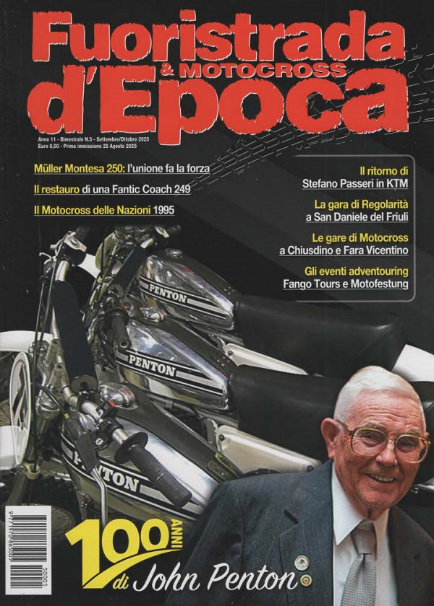 Fuoristrada
& MOTOCROSS
d'Epoca
Anno 11 - Bimestrale N.5 - Settembre/Ottobre 2025
Euro 6,00 - Prima immissione 25 Agosto 2025
Müller Montesa 250: l'unione fa la forza
Il restauro di una Fantic Coach 249
Il Motocross delle Nazioni 1995
Il ritorno di
Stefano Passeri in KTM
La gara di Regolarità
a San Daniele del Friuli
Le gare di Motocross
a Chiusdino e Fara Vicentino
Gli eventi adventouring
Fango Tours e Motofestung
PENTON
PENTON
PENTON
100 ANNI
di John Penton